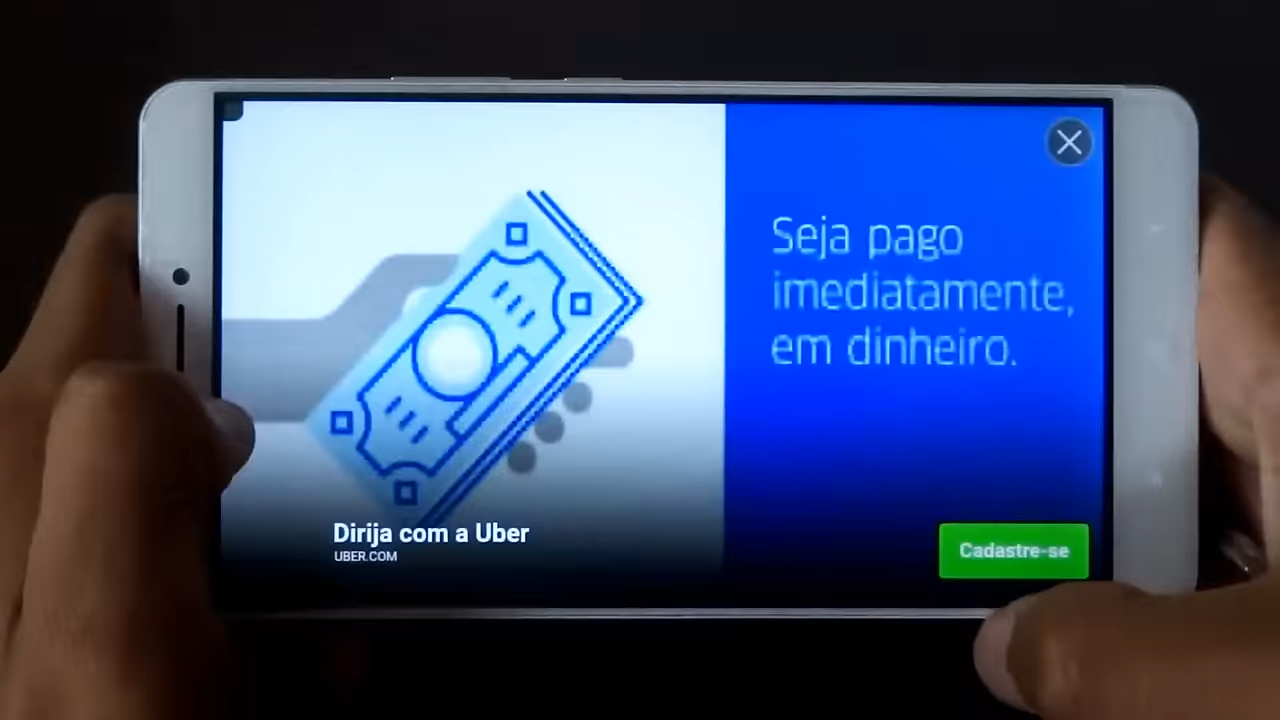 Seja pago
imediatamente,
em dinheiro.
Dirija com a Uber
UBER.COM
Cadastre-se